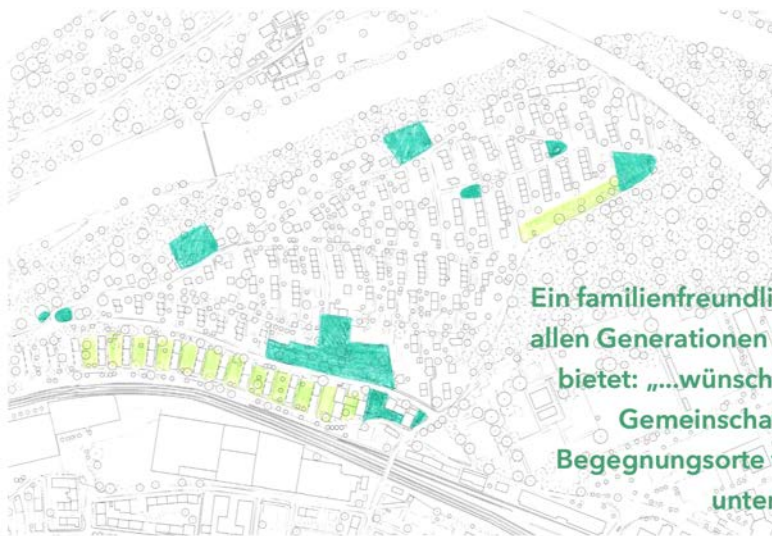 Ein familienfreundli
allen Generationen
bietet: „...wünsch
Gemeinscha
Begegnungsorte
unter